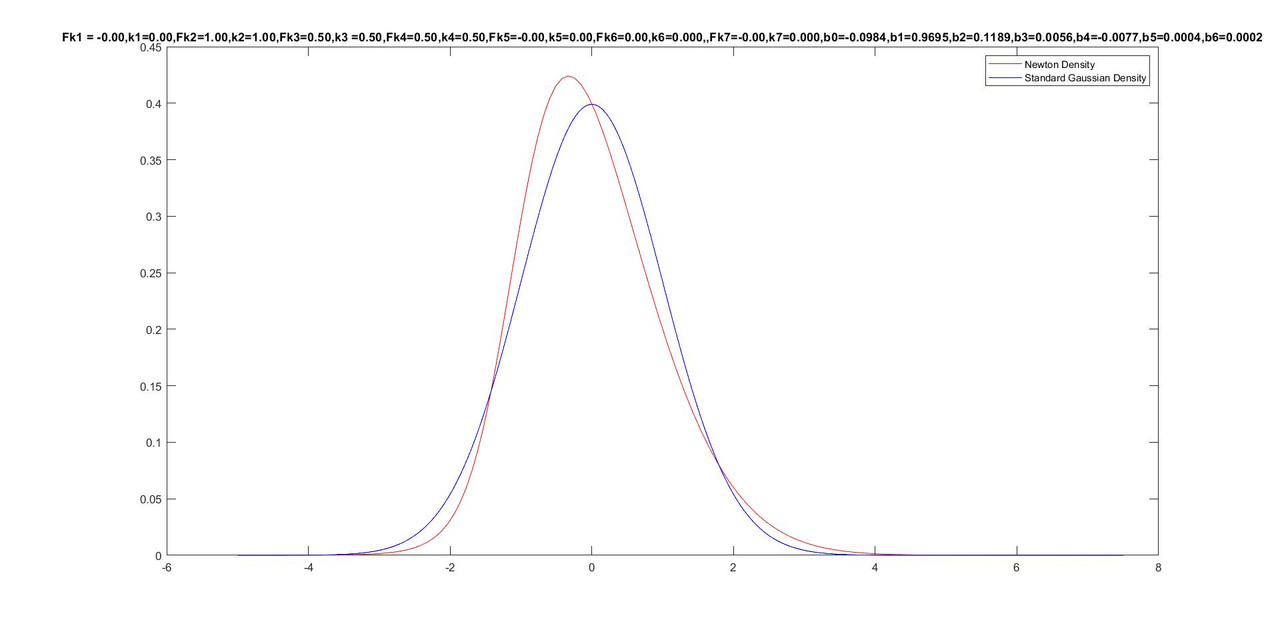 Fk1 = -0.00,k1=0.00,Fk2=1.00,k2=1.00,Fk3=0.50,k3 =0.50,Fk4=0.50,k4=0.50,Fk5=-0.00,k5=0.00,Fk6=0.00,k6=0.000,,Fk7=-0.00,k7=0.000,b0=-0.0984,b1=0.9695,b2=0.1189,b3=0.0056,b4=-0.0077,b5=0.0004,b6=0.0002
0.45
Newton Density
Standard Gaussian Density
0.4
0.35
0.3
0.25
0.2
0.15
0.1
0.05
0
-6 -4 -2 0 2 4 6 8